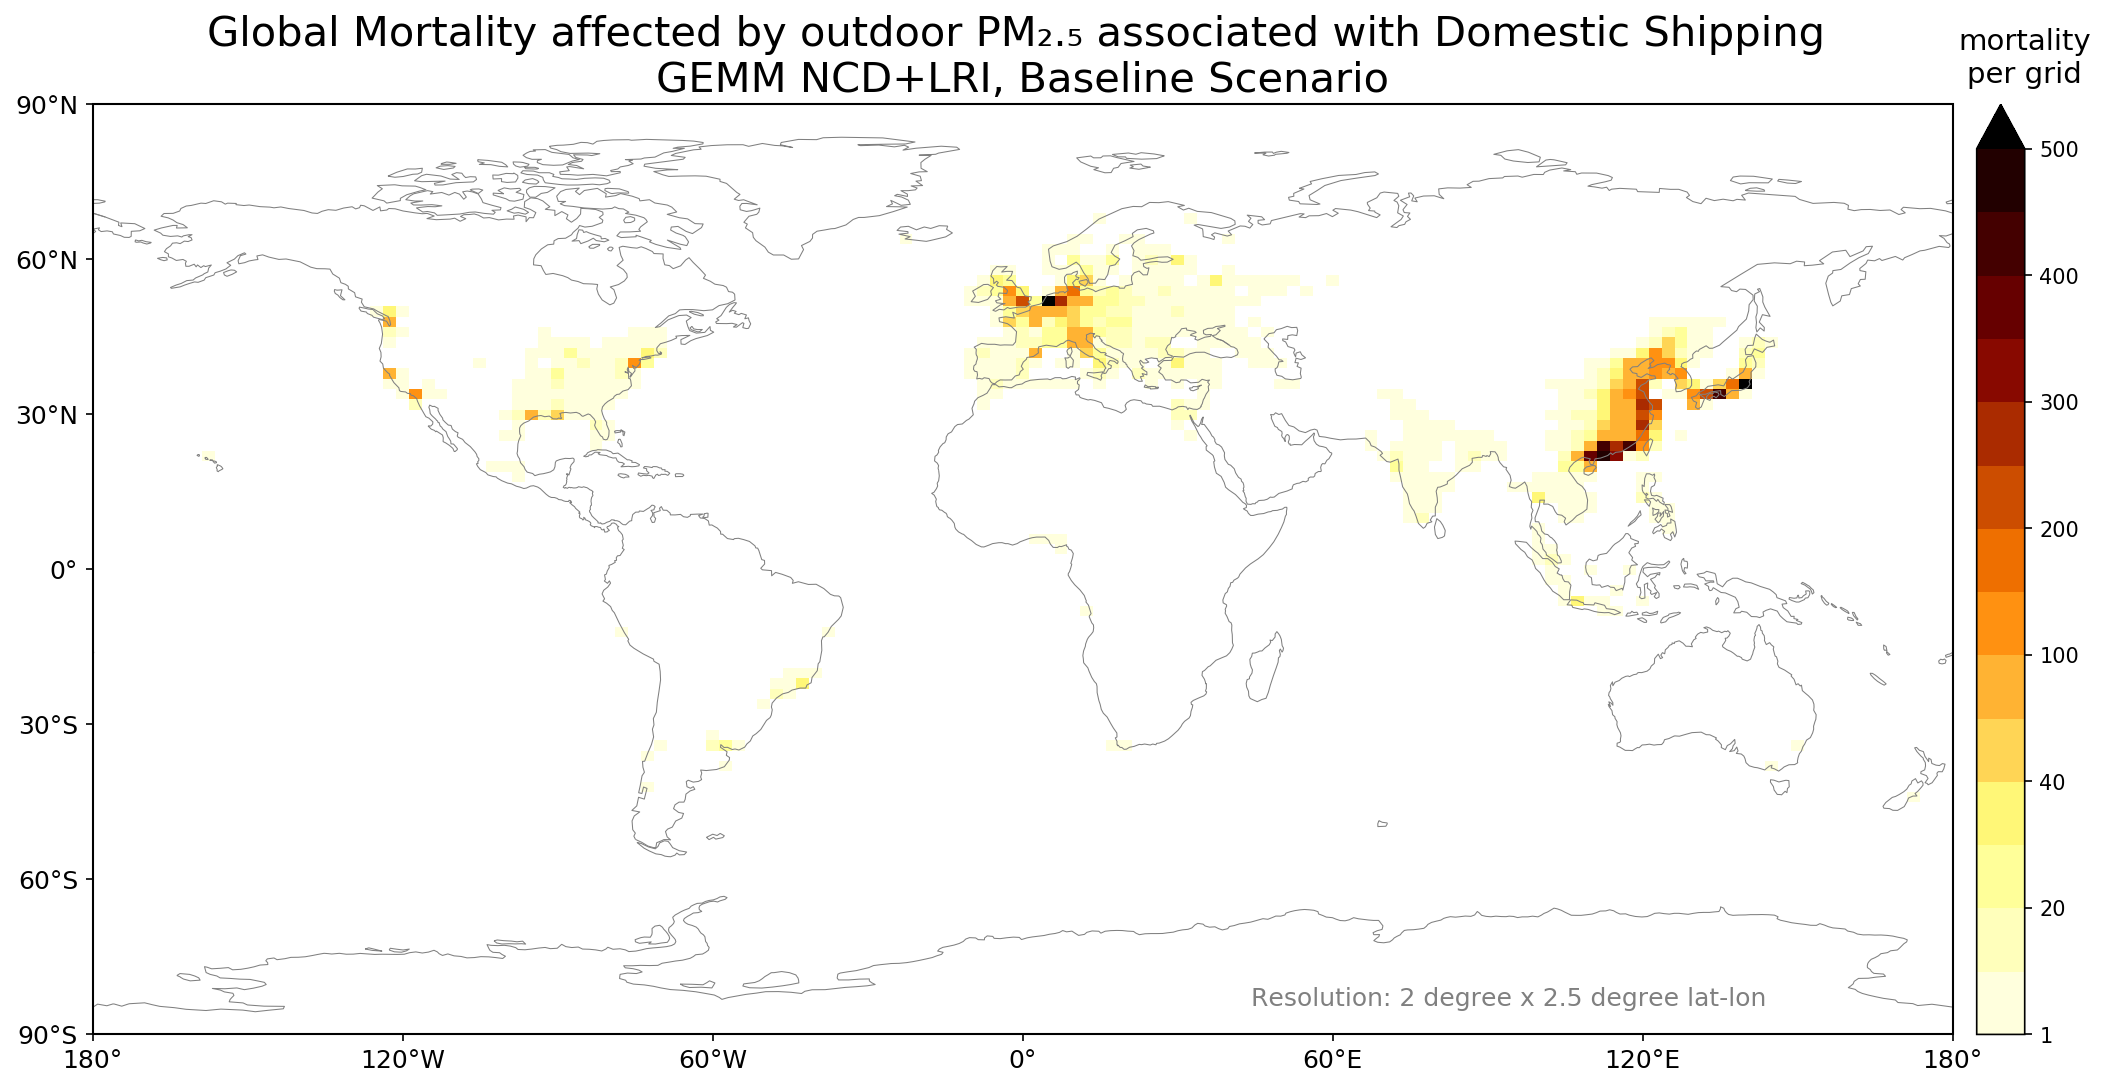 Global Mortality affected by outdoor PM₂.₅ associated with Domestic Shipping
GEMM NCD+LRI, Baseline Scenario
mortality
per grid
90°N
60°N
30°N
0°
30°S
60°S
90°S
180°
120°W
60°W
0°
60°E
120°E
180°
500
400
300
200
100
40
20
1
Resolution: 2 degree x 2.5 degree lat-lon